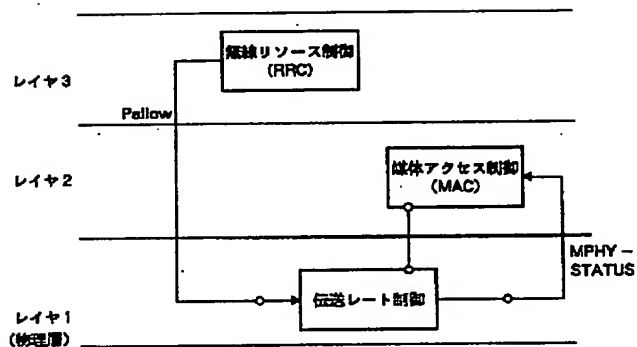 無線リソース制御
(RRC)
レイヤ3
Pallow
レイヤ2
媒体アクセス制御
(MAC)
MPHY－
STATUS
伝送レート制御
レイヤ1
(物理層)